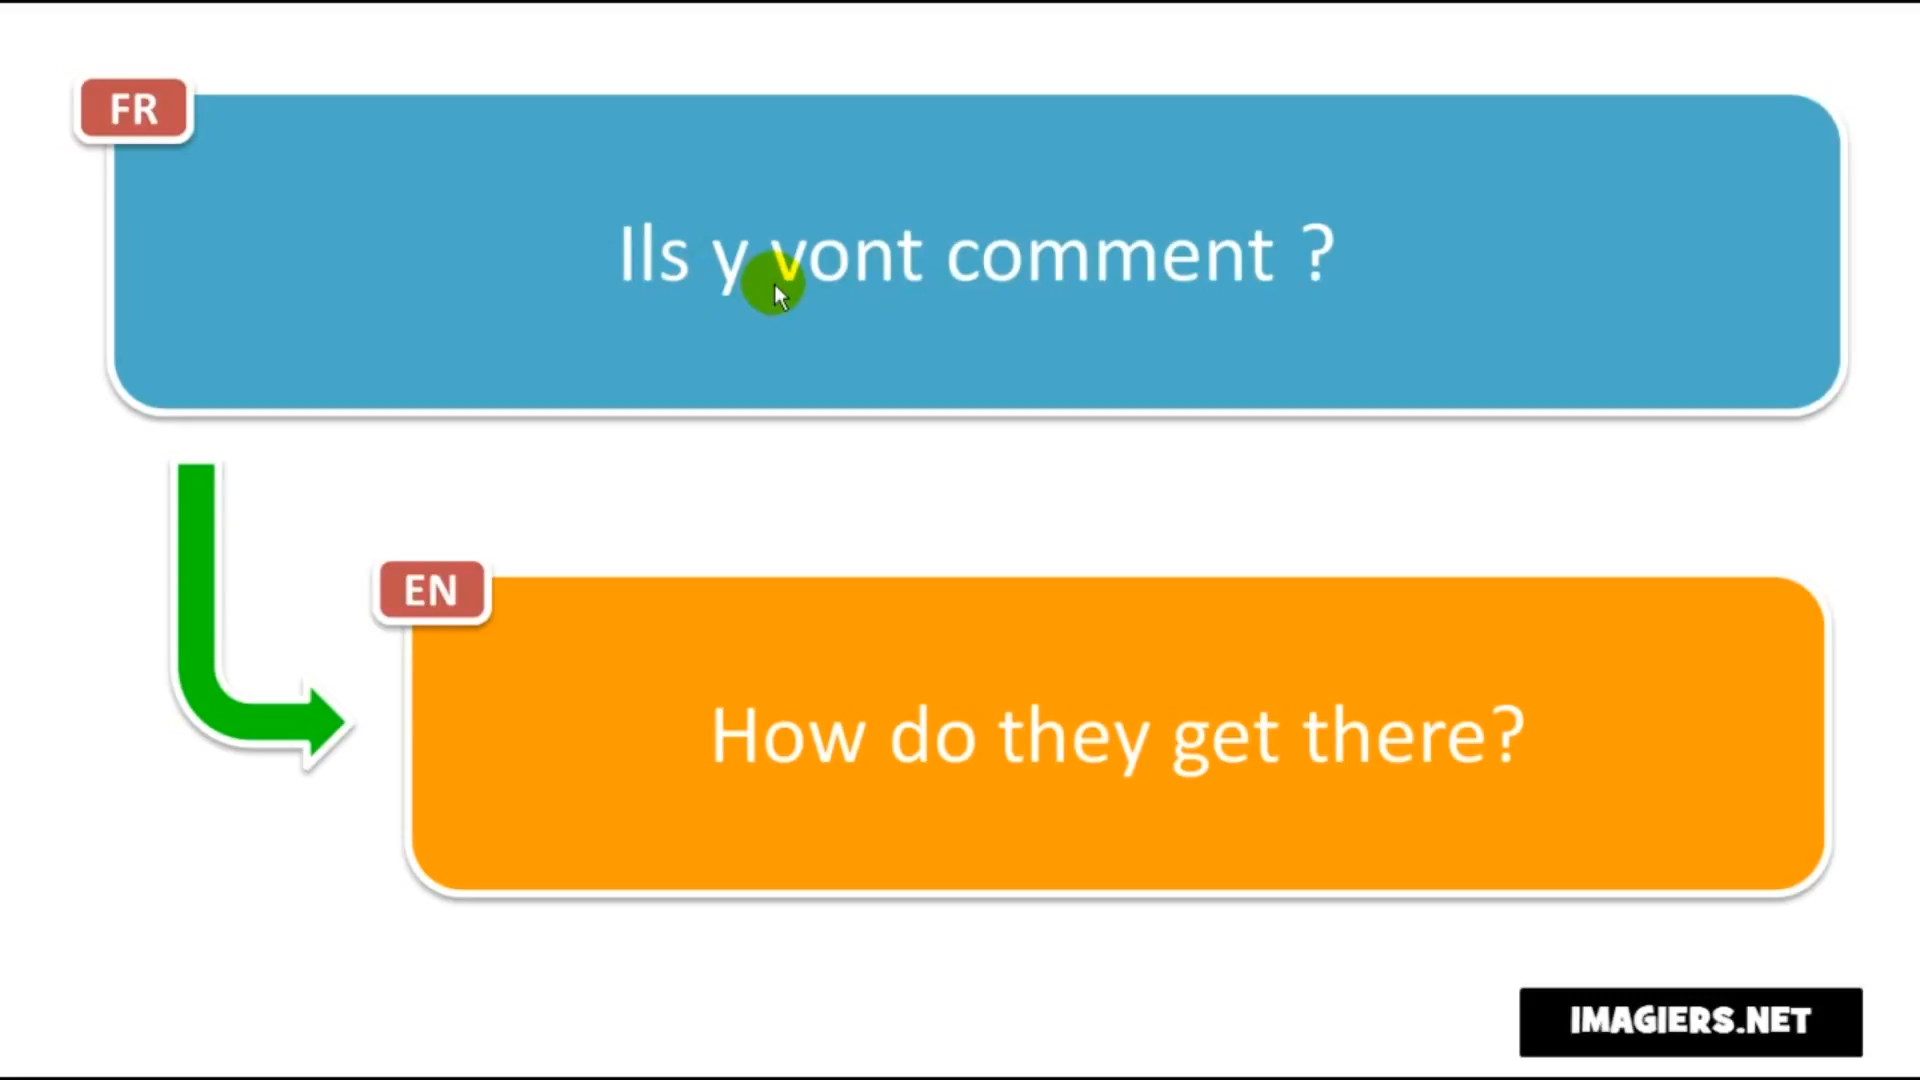 FR
Ils y vont comment ?
EN
How do they get there?
IMAGIERS.NET